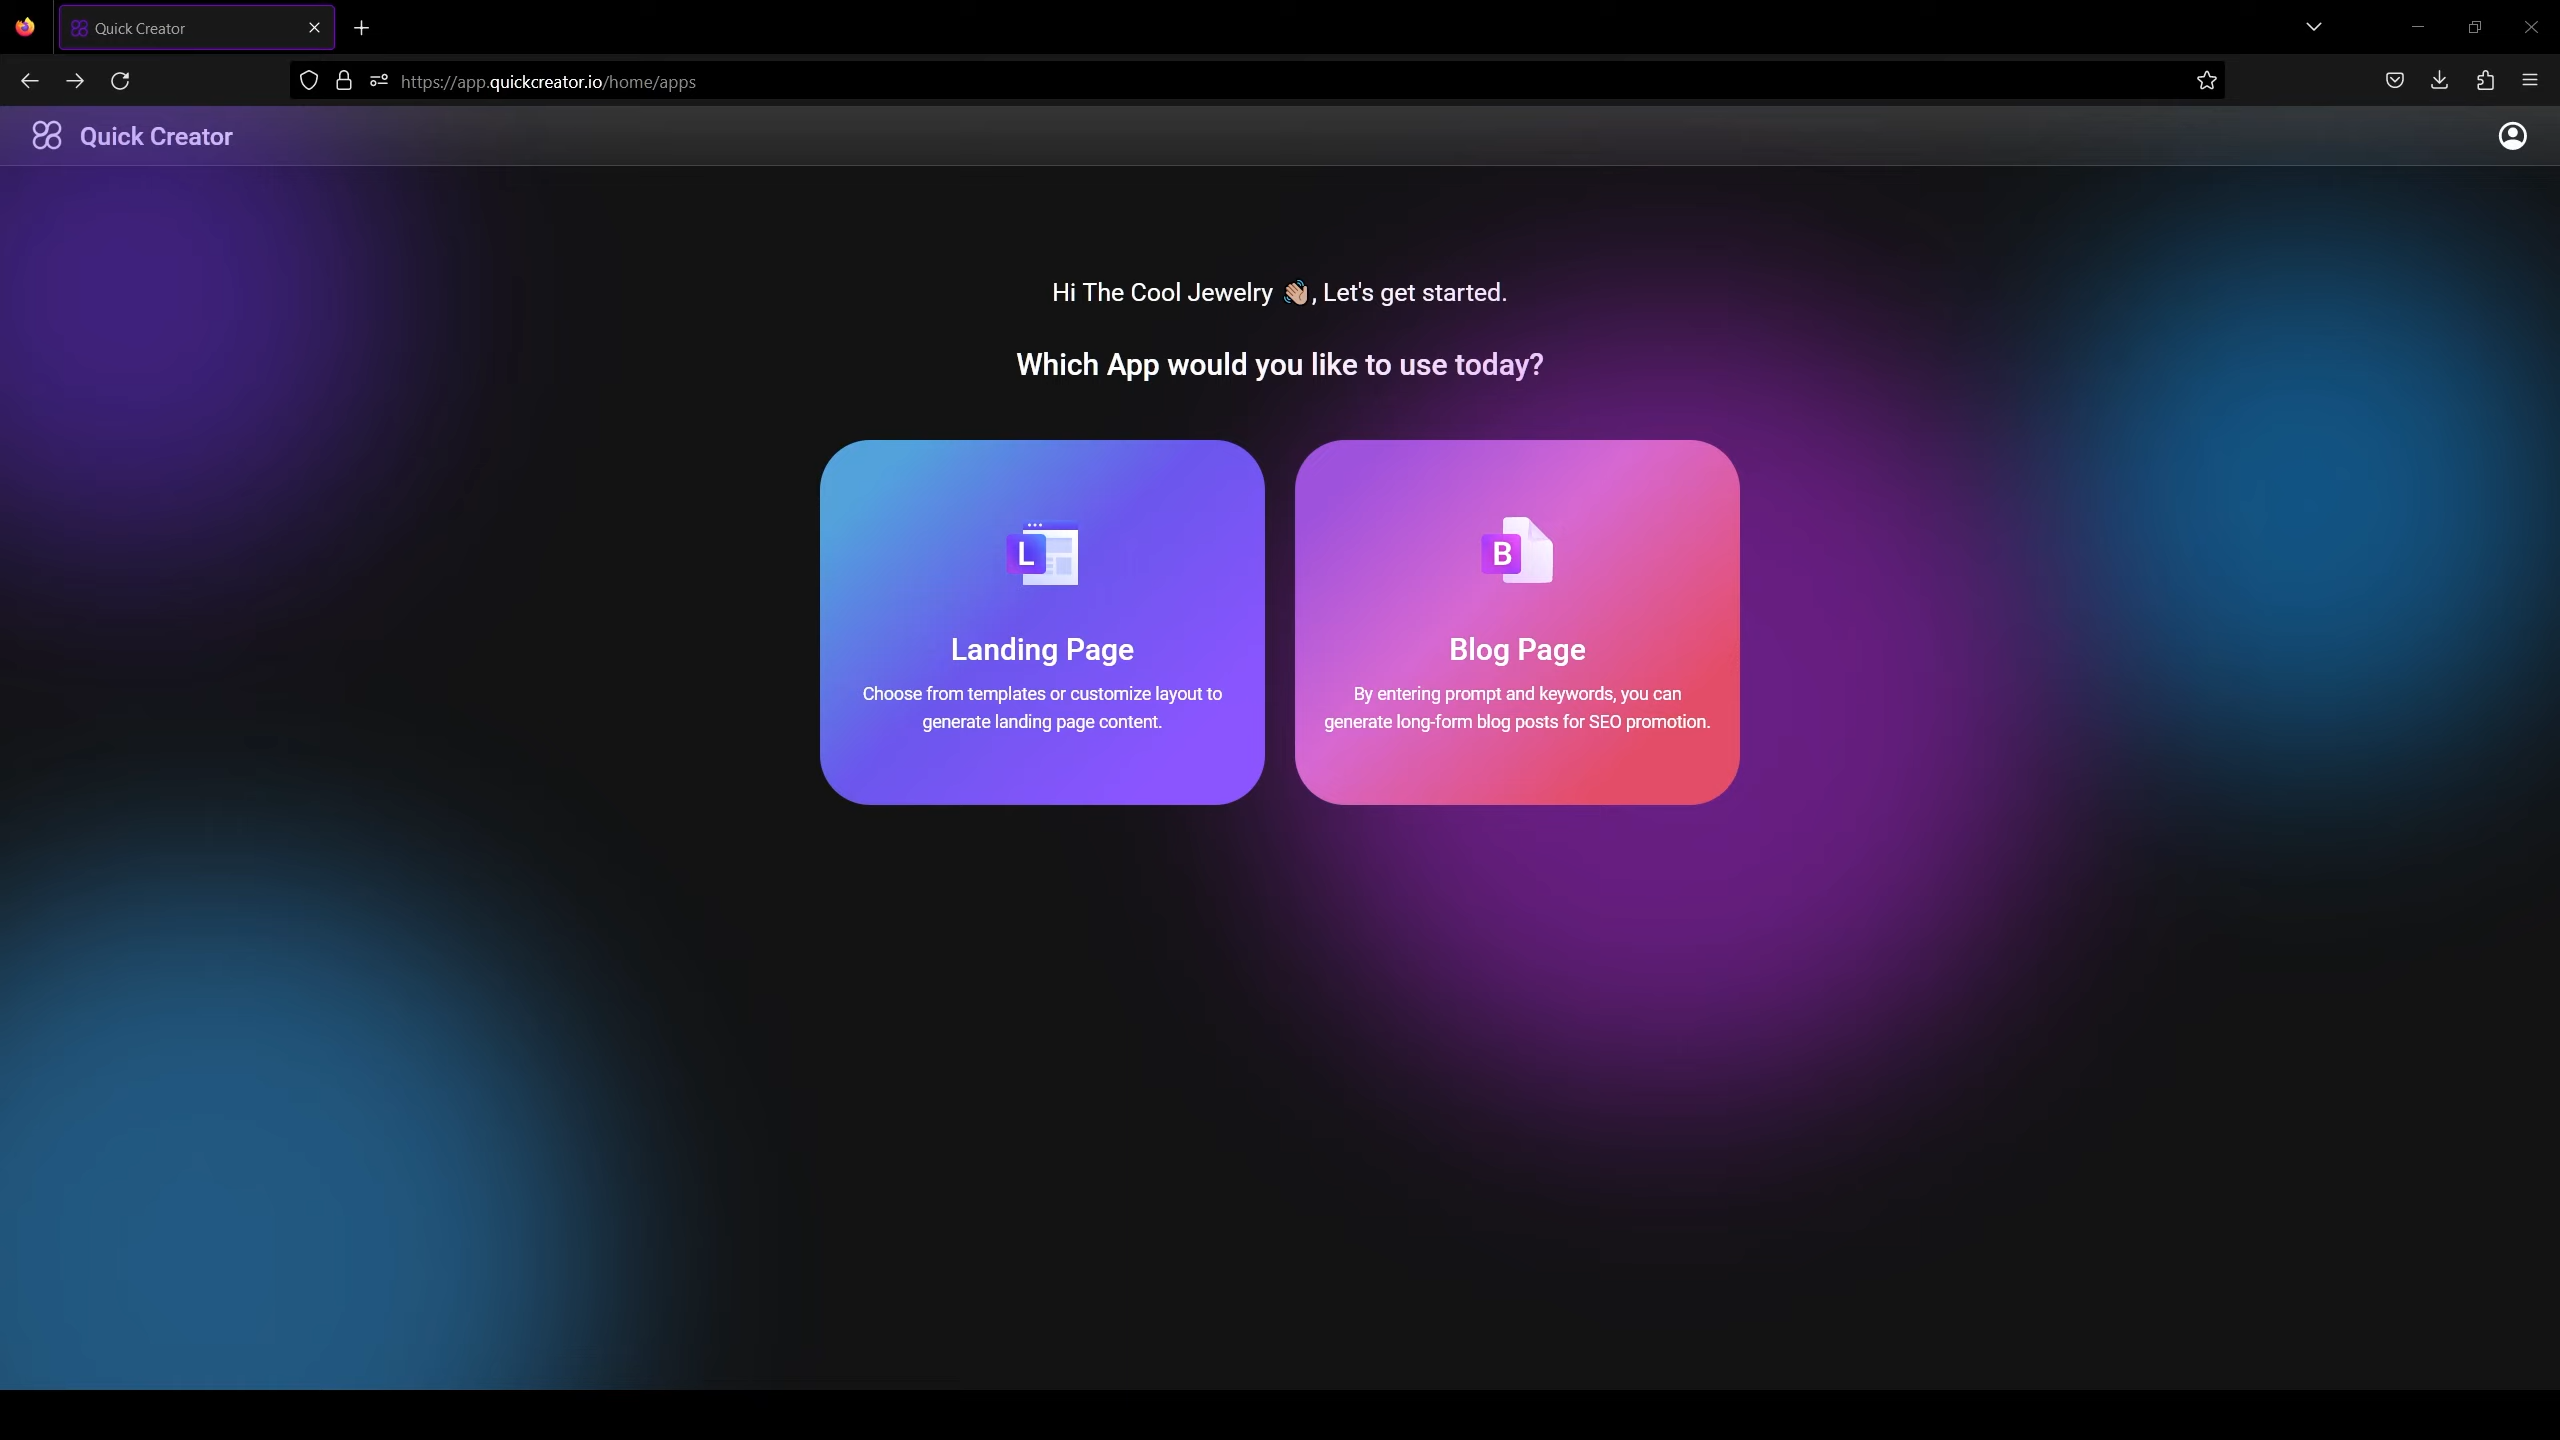 Quick Creator
https://app.quickcreator.io/home/apps
Quick Creator
Hi The Cool Jewelry 👋🏼, Let's get started.
Which App would you like to use today?
L
Landing Page
Choose from templates or customize layout to
generate landing page content.
B
Blog Page
By entering prompt and keywords, you can
generate long-form blog posts for SEO promotion.